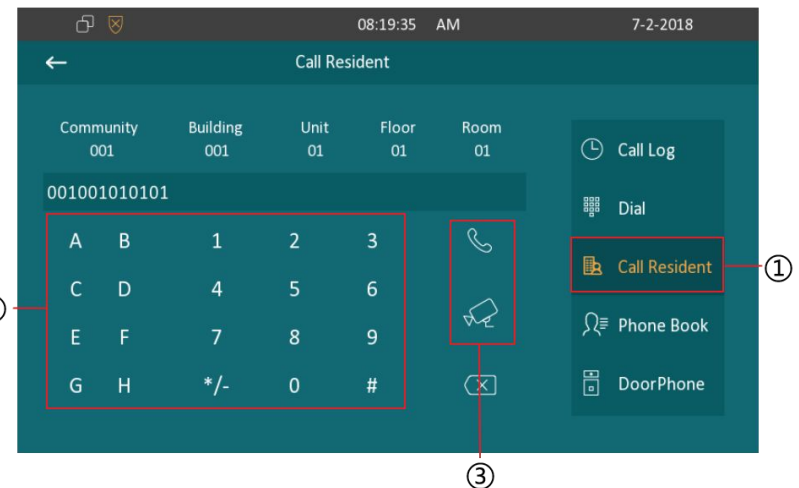 08:19:35 AM 7-2-2018
Call Resident
Community Building Unit Floor Room
001 001 01 01 01
001001010101
A B 1 2 3
C D 4 5 6
E F 7 8 9
G H */- 0 #
Call Log
Dial
Call Resident
Phone Book
DoorPhone
①
③